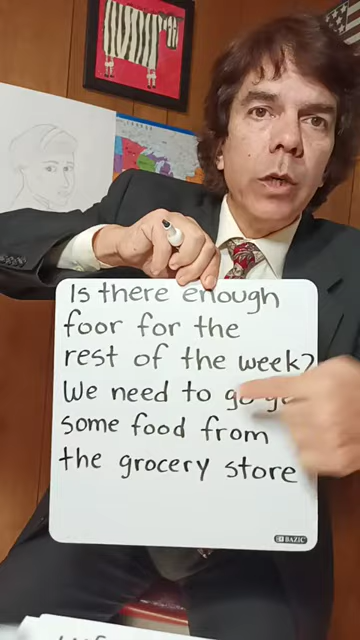 Is there enough
foor for the
rest of the week?
We need to go
some food from
the grocery store
BAZIC